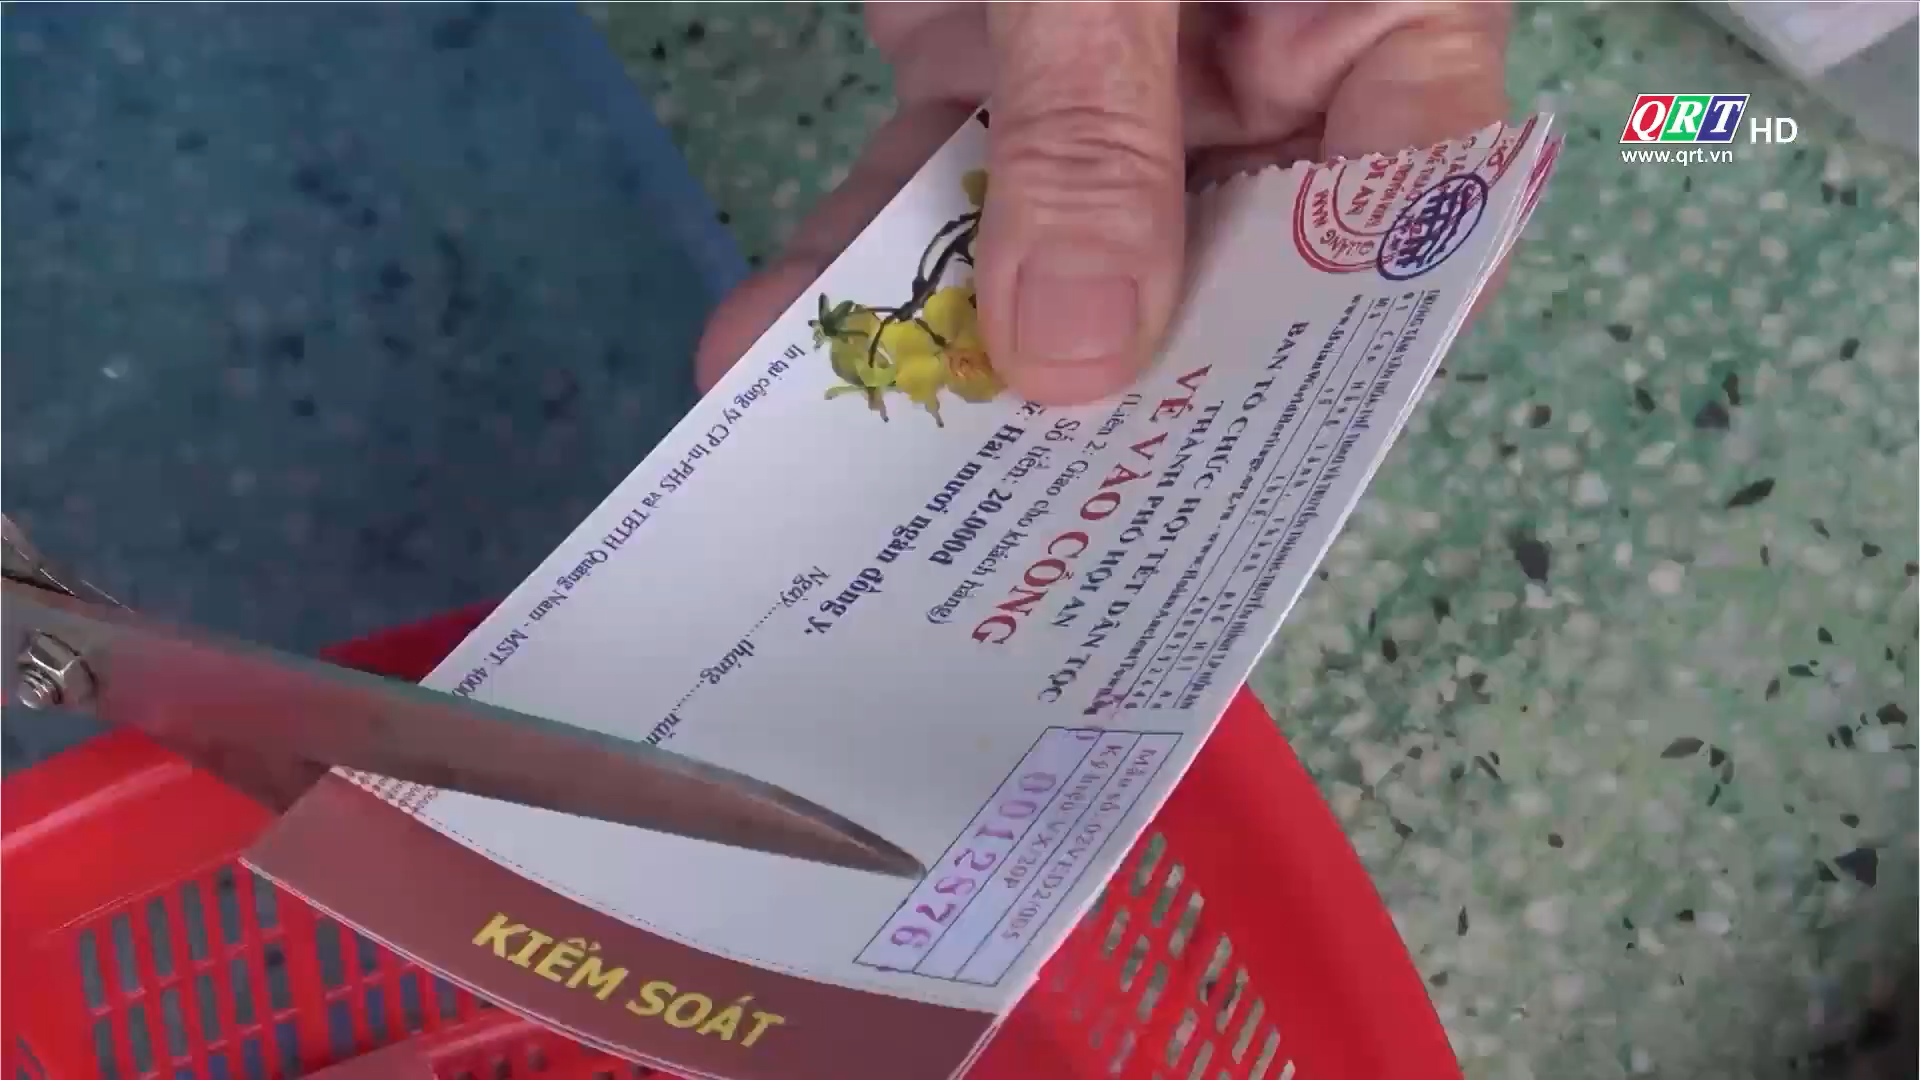 QRT HD
www.qrt.vn
QUẢNG NAM
BAN TỔ CHỨC HỘI TẾT DÂN TỘC
THÀNH PHỐ HỘI AN
VÉ VÀO CỔNG
(Liên 2: Giao cho khách hàng)
Số tiền: 20.000đ
Hai mươi ngàn đồng y.
Ngày......tháng......năm
In tại công ty CP In-PHS và TBTH Quảng Nam - MST: 400
Mẫu số: 02VED2/005
Ký hiệu VX/20P
0012876
KIỂM SOÁT